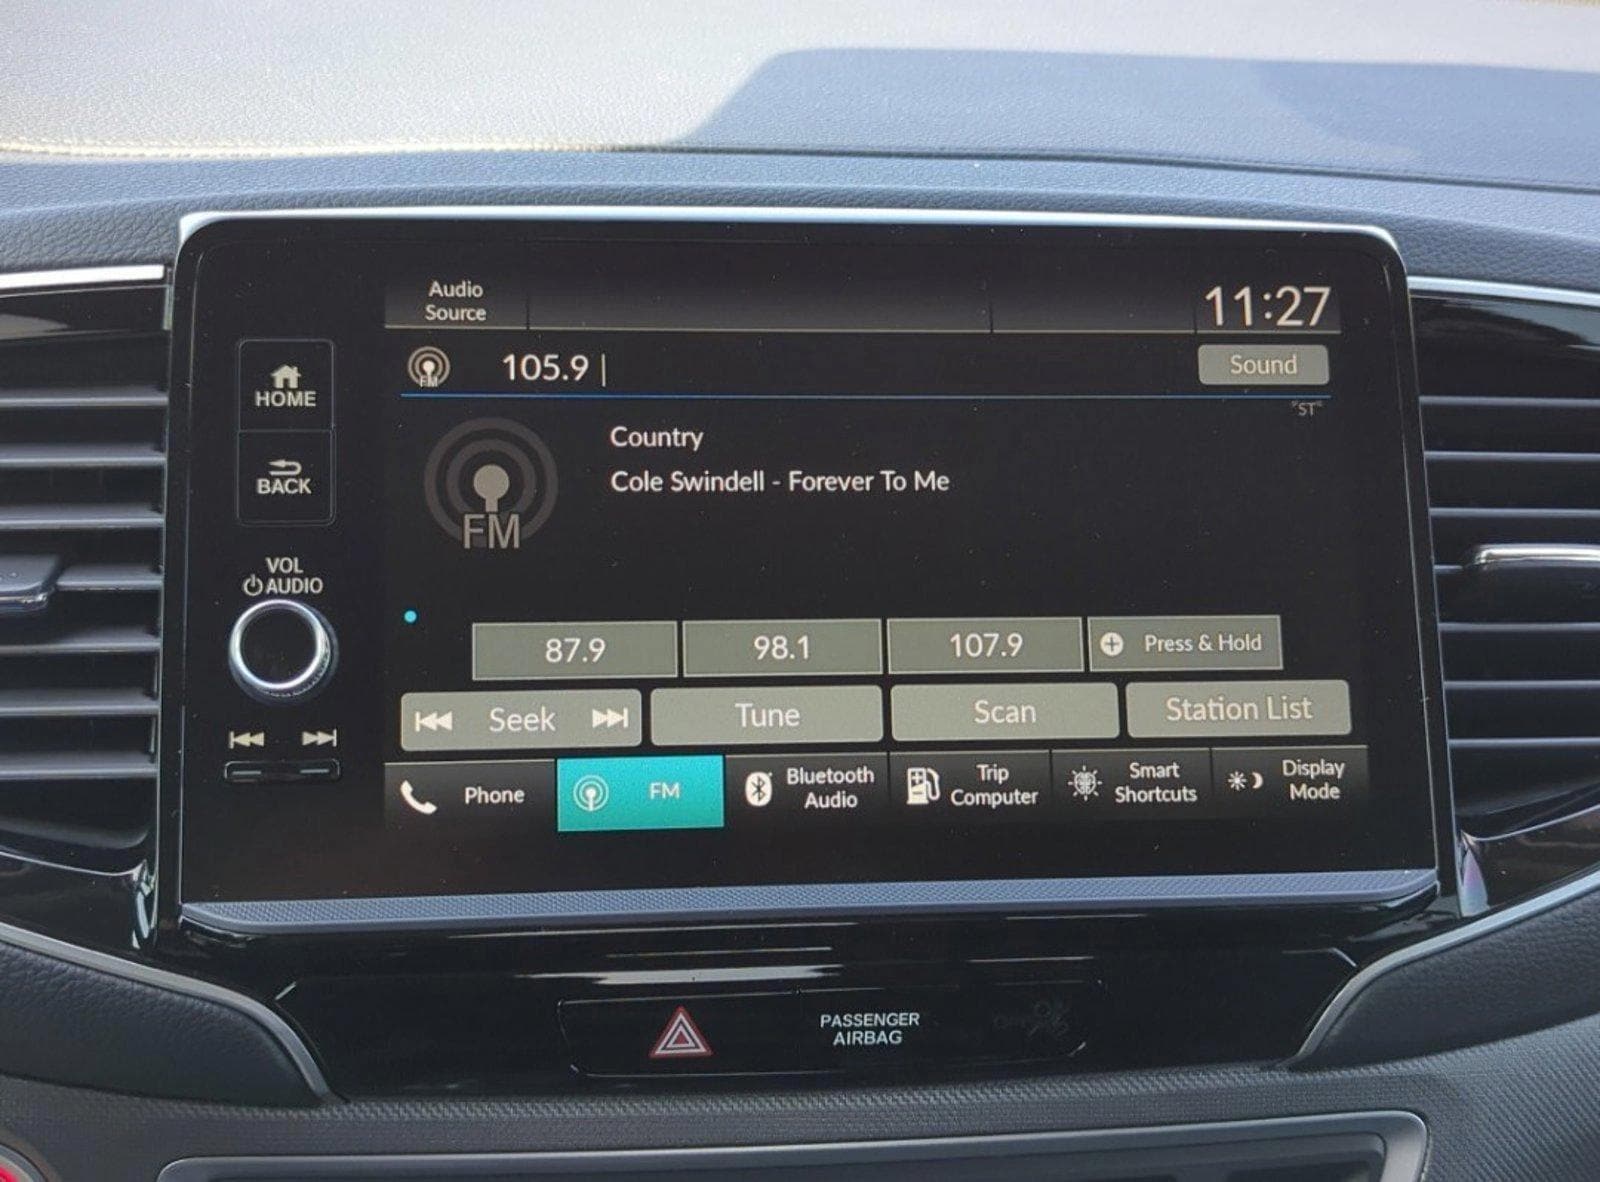 Audio
Source
11:27
FM
105.9 |
Sound
"ST"
HOME
BACK
VOL
AUDIO
Country
Cole Swindell - Forever To Me
FM
87.9
98.1
107.9
Press & Hold
Seek
Tune
Scan
Station List
Phone
FM
Bluetooth
Audio
Trip
Computer
Smart
Shortcuts
Display
Mode
PASSENGER
AIRBAG